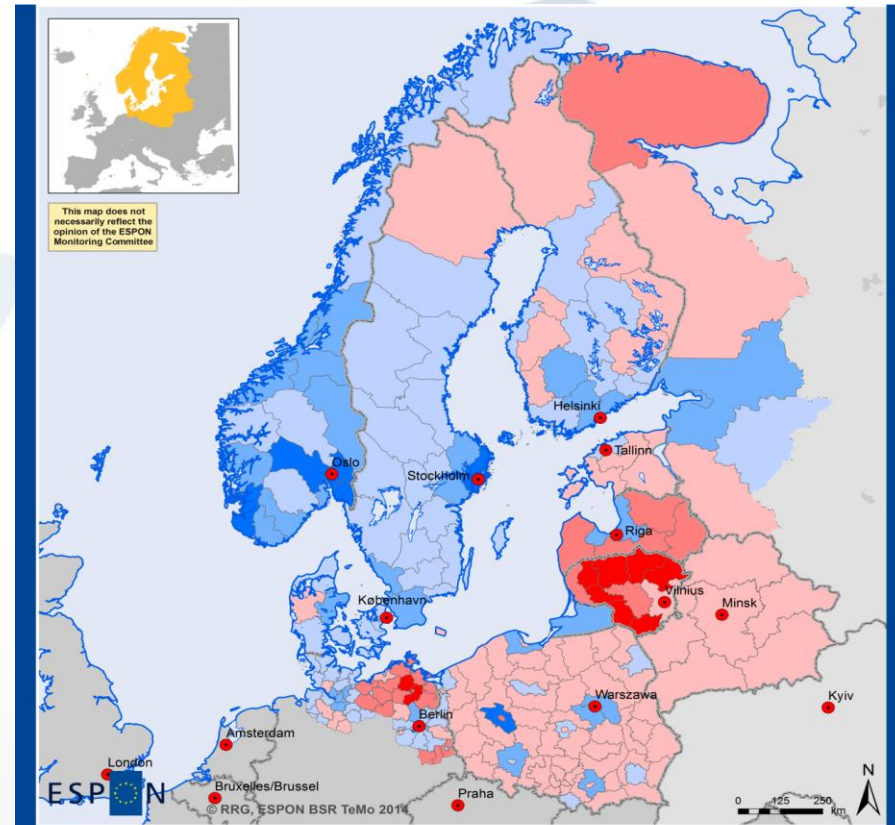 This map does not
necessarily reflect the
opinion of the ESPON
Monitoring Committee
Helsinki
Oslo
Tallinn
Stockholm
Riga
København
Vilnius
Minsk
Warszawa
Berlin
Kyiv
Amsterdam
London
Bruxelles/Brussel
Praha
ESPON
© RRG, ESPON BSR TeMo 2014
N
0 125 250
km